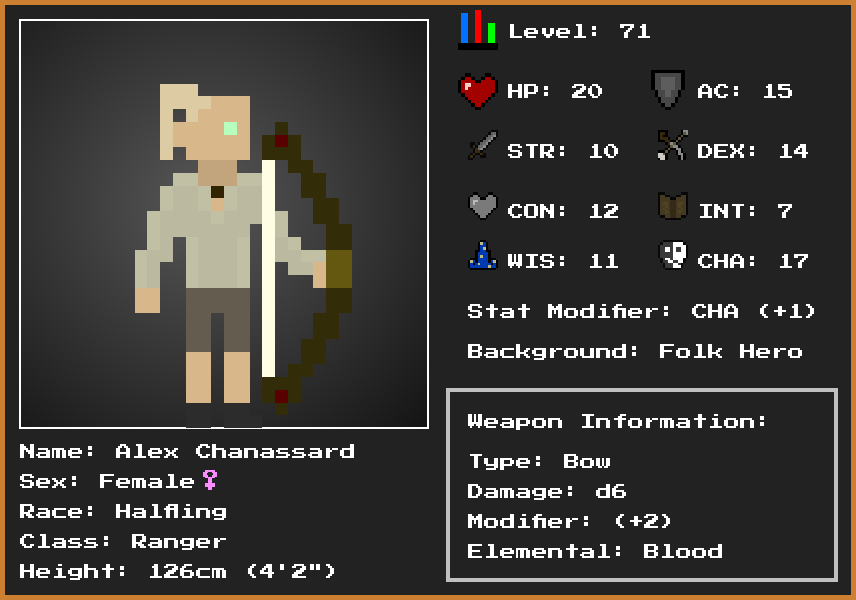 Level: 71
HP: 20 AC: 15
STR: 10 DEX: 14
CON: 12 INT: 7
WIS: 11 CHA: 17
Stat Modifier: CHA (+1)
Background: Folk Hero
Weapon Information:
Type: Bow
Damage: d6
Modifier: (+2)
Elemental: Blood
Name: Alex Chanassard
Sex: Female♀
Race: Halfling
Class: Ranger
Height: 126cm (4'2")